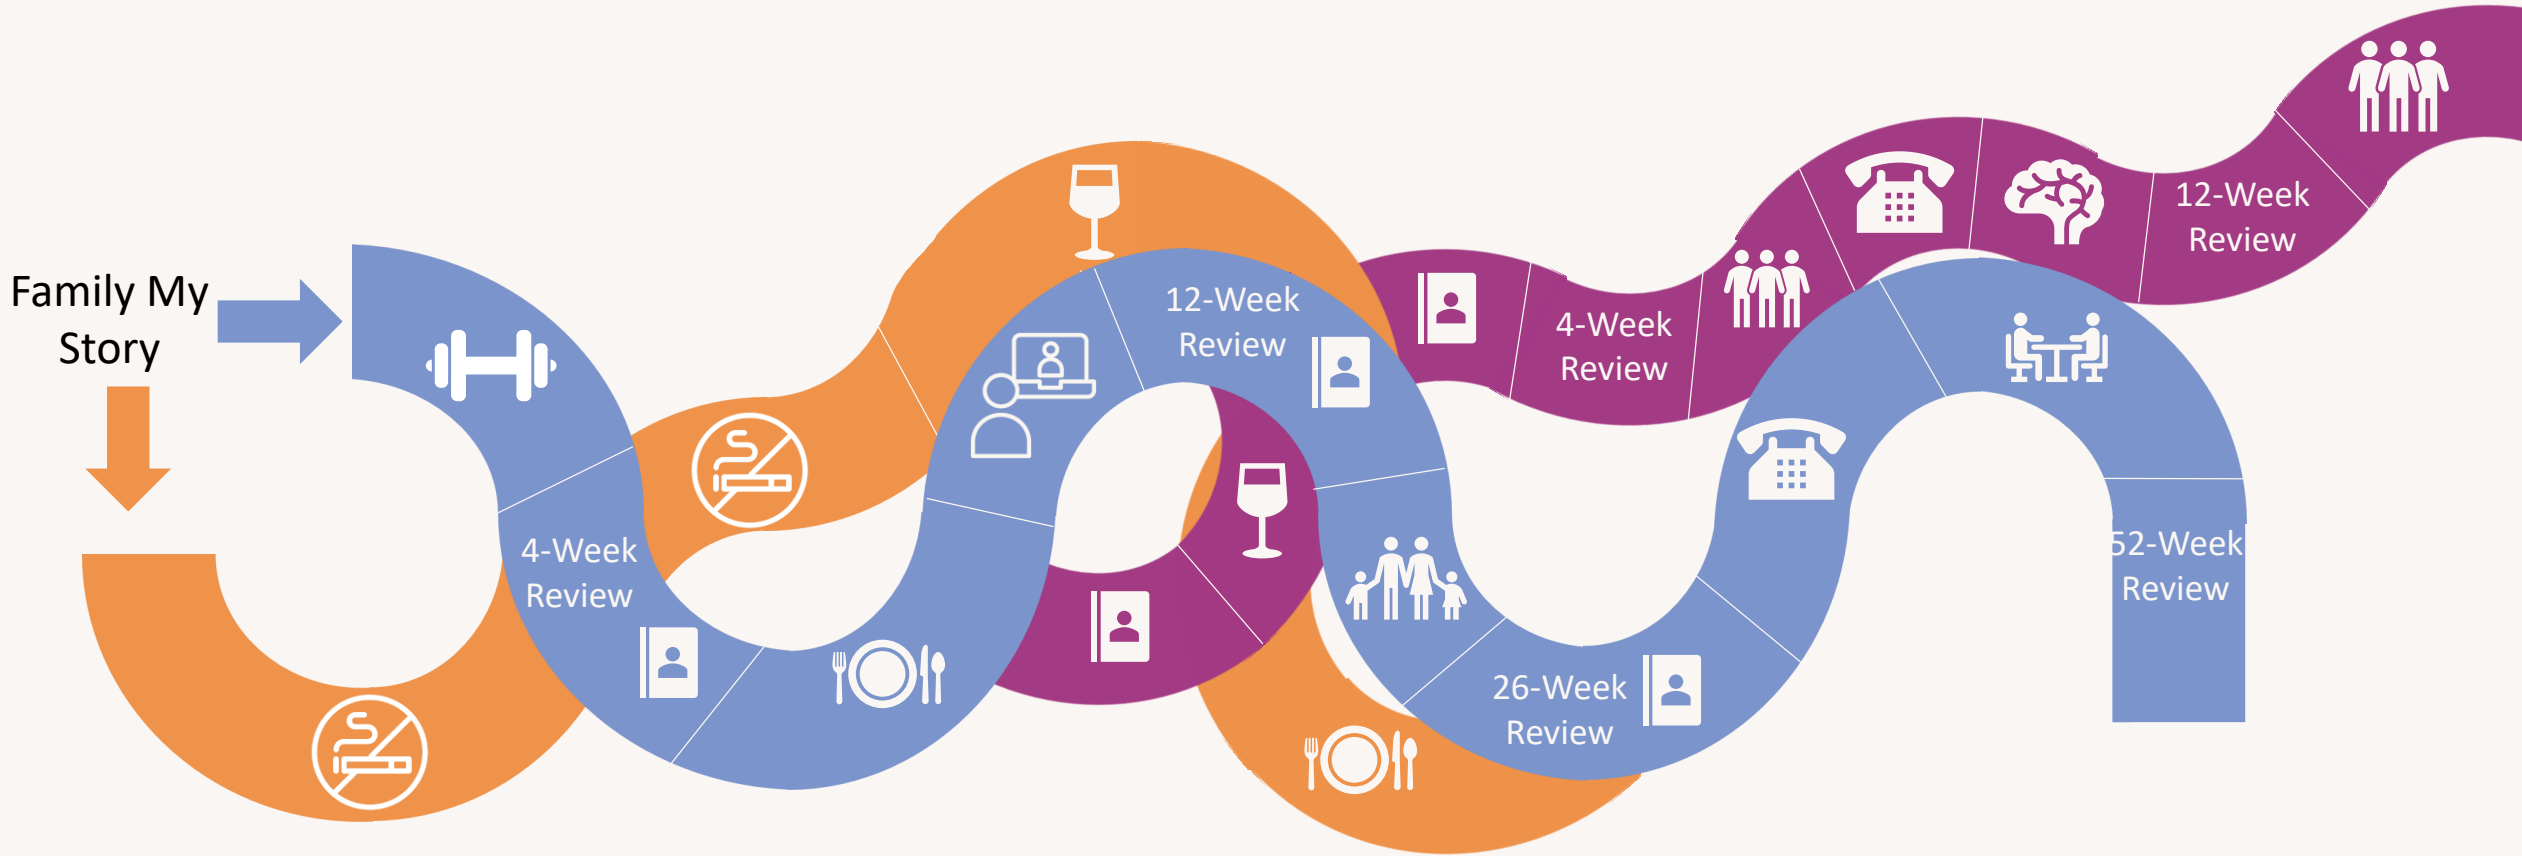 Family My
Story
4-Week
Review
12-Week
Review
4-Week
Review
12-Week
Review
26-Week
Review
52-Week
Review